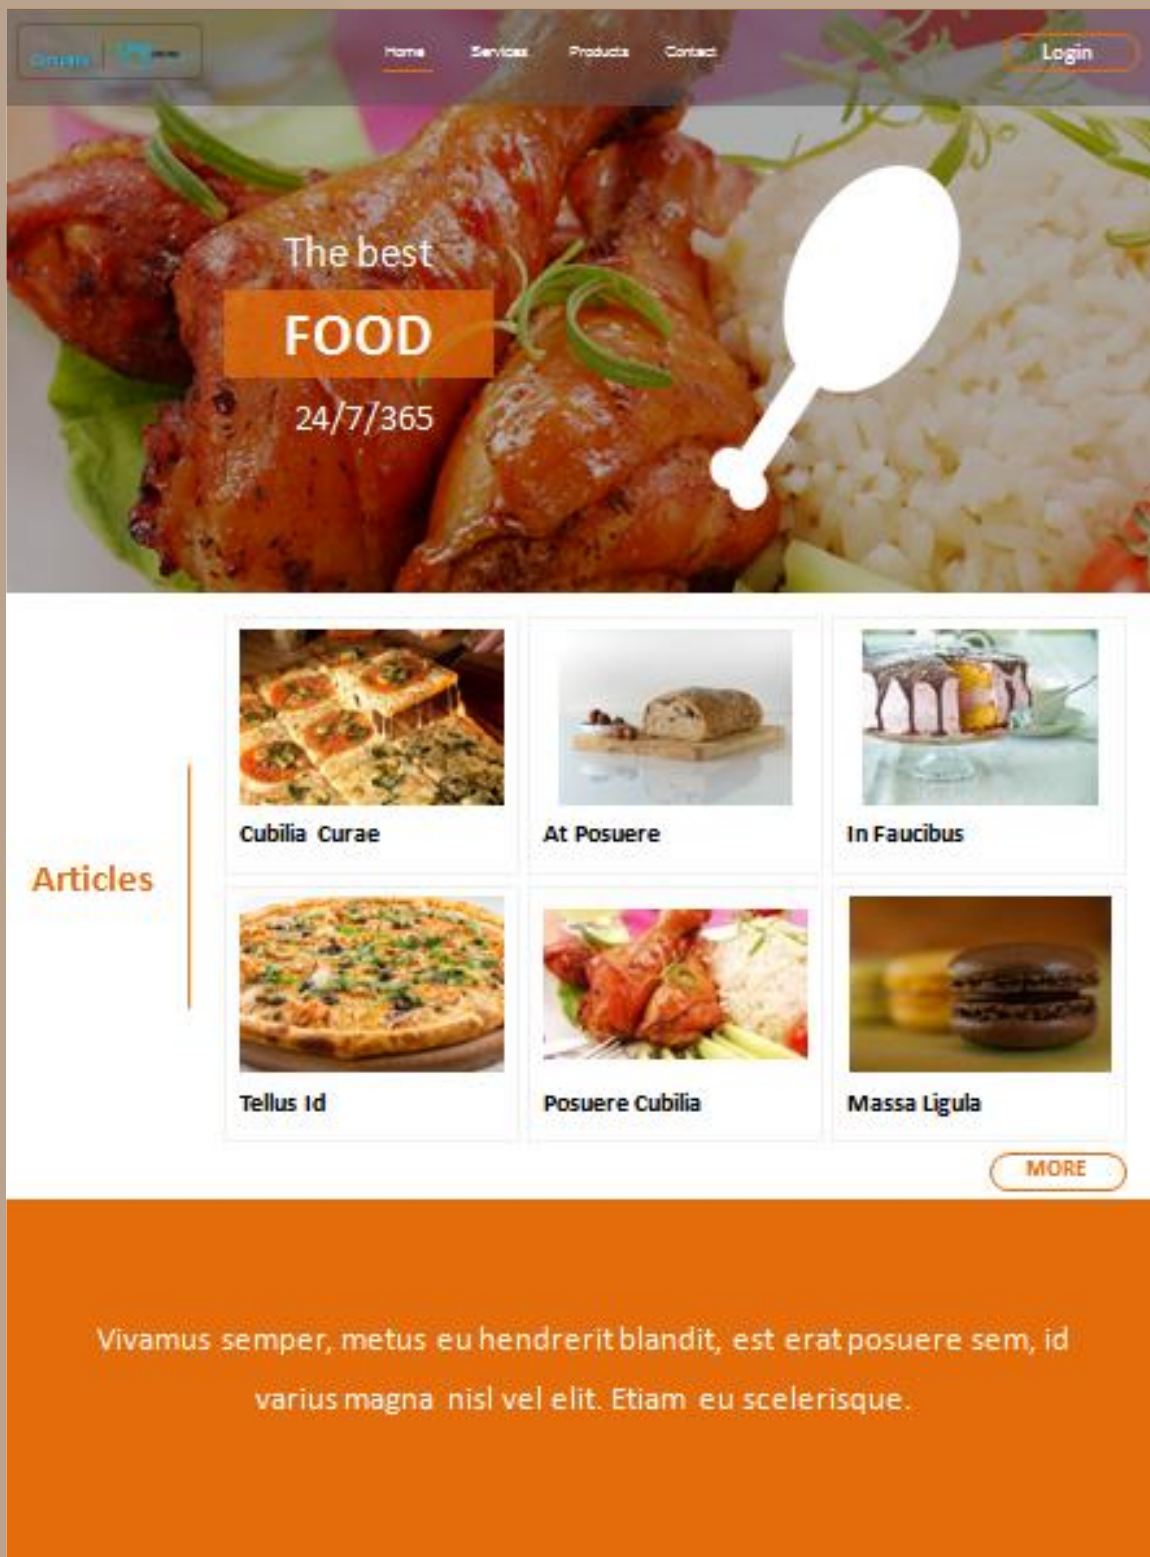 Home Services Products Contact Login
The best
FOOD
24/7/365
Articles
Cubilia Curae
At Posuere
In Faucibus
Tellus Id
Posuere Cubilia
Massa Ligula
MORE
Vivamus semper, metus eu hendrerit blandit, est erat posuere sem, id
varius magna nisl vel elit. Etiam eu scelerisque.